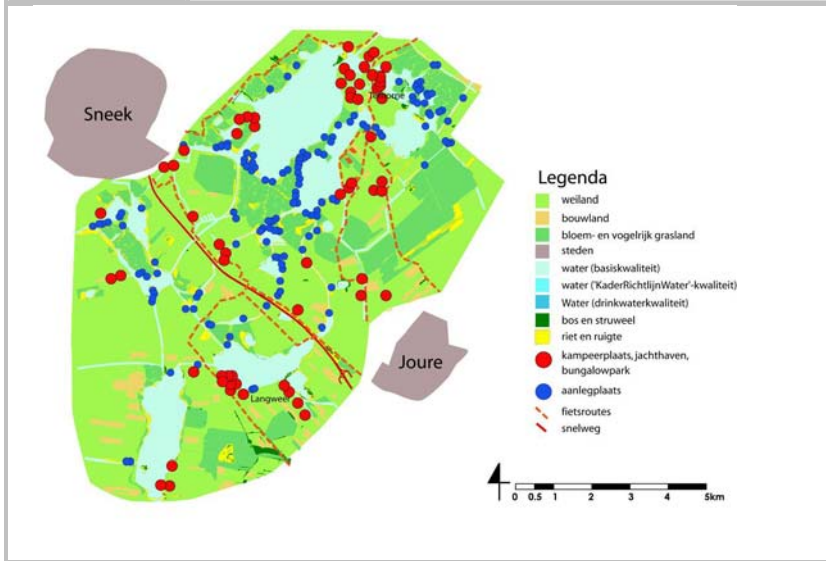 Sneek
Terhorne
Joure
Langweer
Legenda
weiland
bouwland
bloem- en vogelrijk grasland
steden
water (basiskwaliteit)
water ('KaderRichtlijnWater'-kwaliteit)
Water (drinkwaterkwaliteit)
bos en struweel
riet en ruigte
kampeerplaats, jachthaven,
bungalowpark
aanlegplaats
fietsroutes
snelweg
0 0.5 1 2 3 4 5km